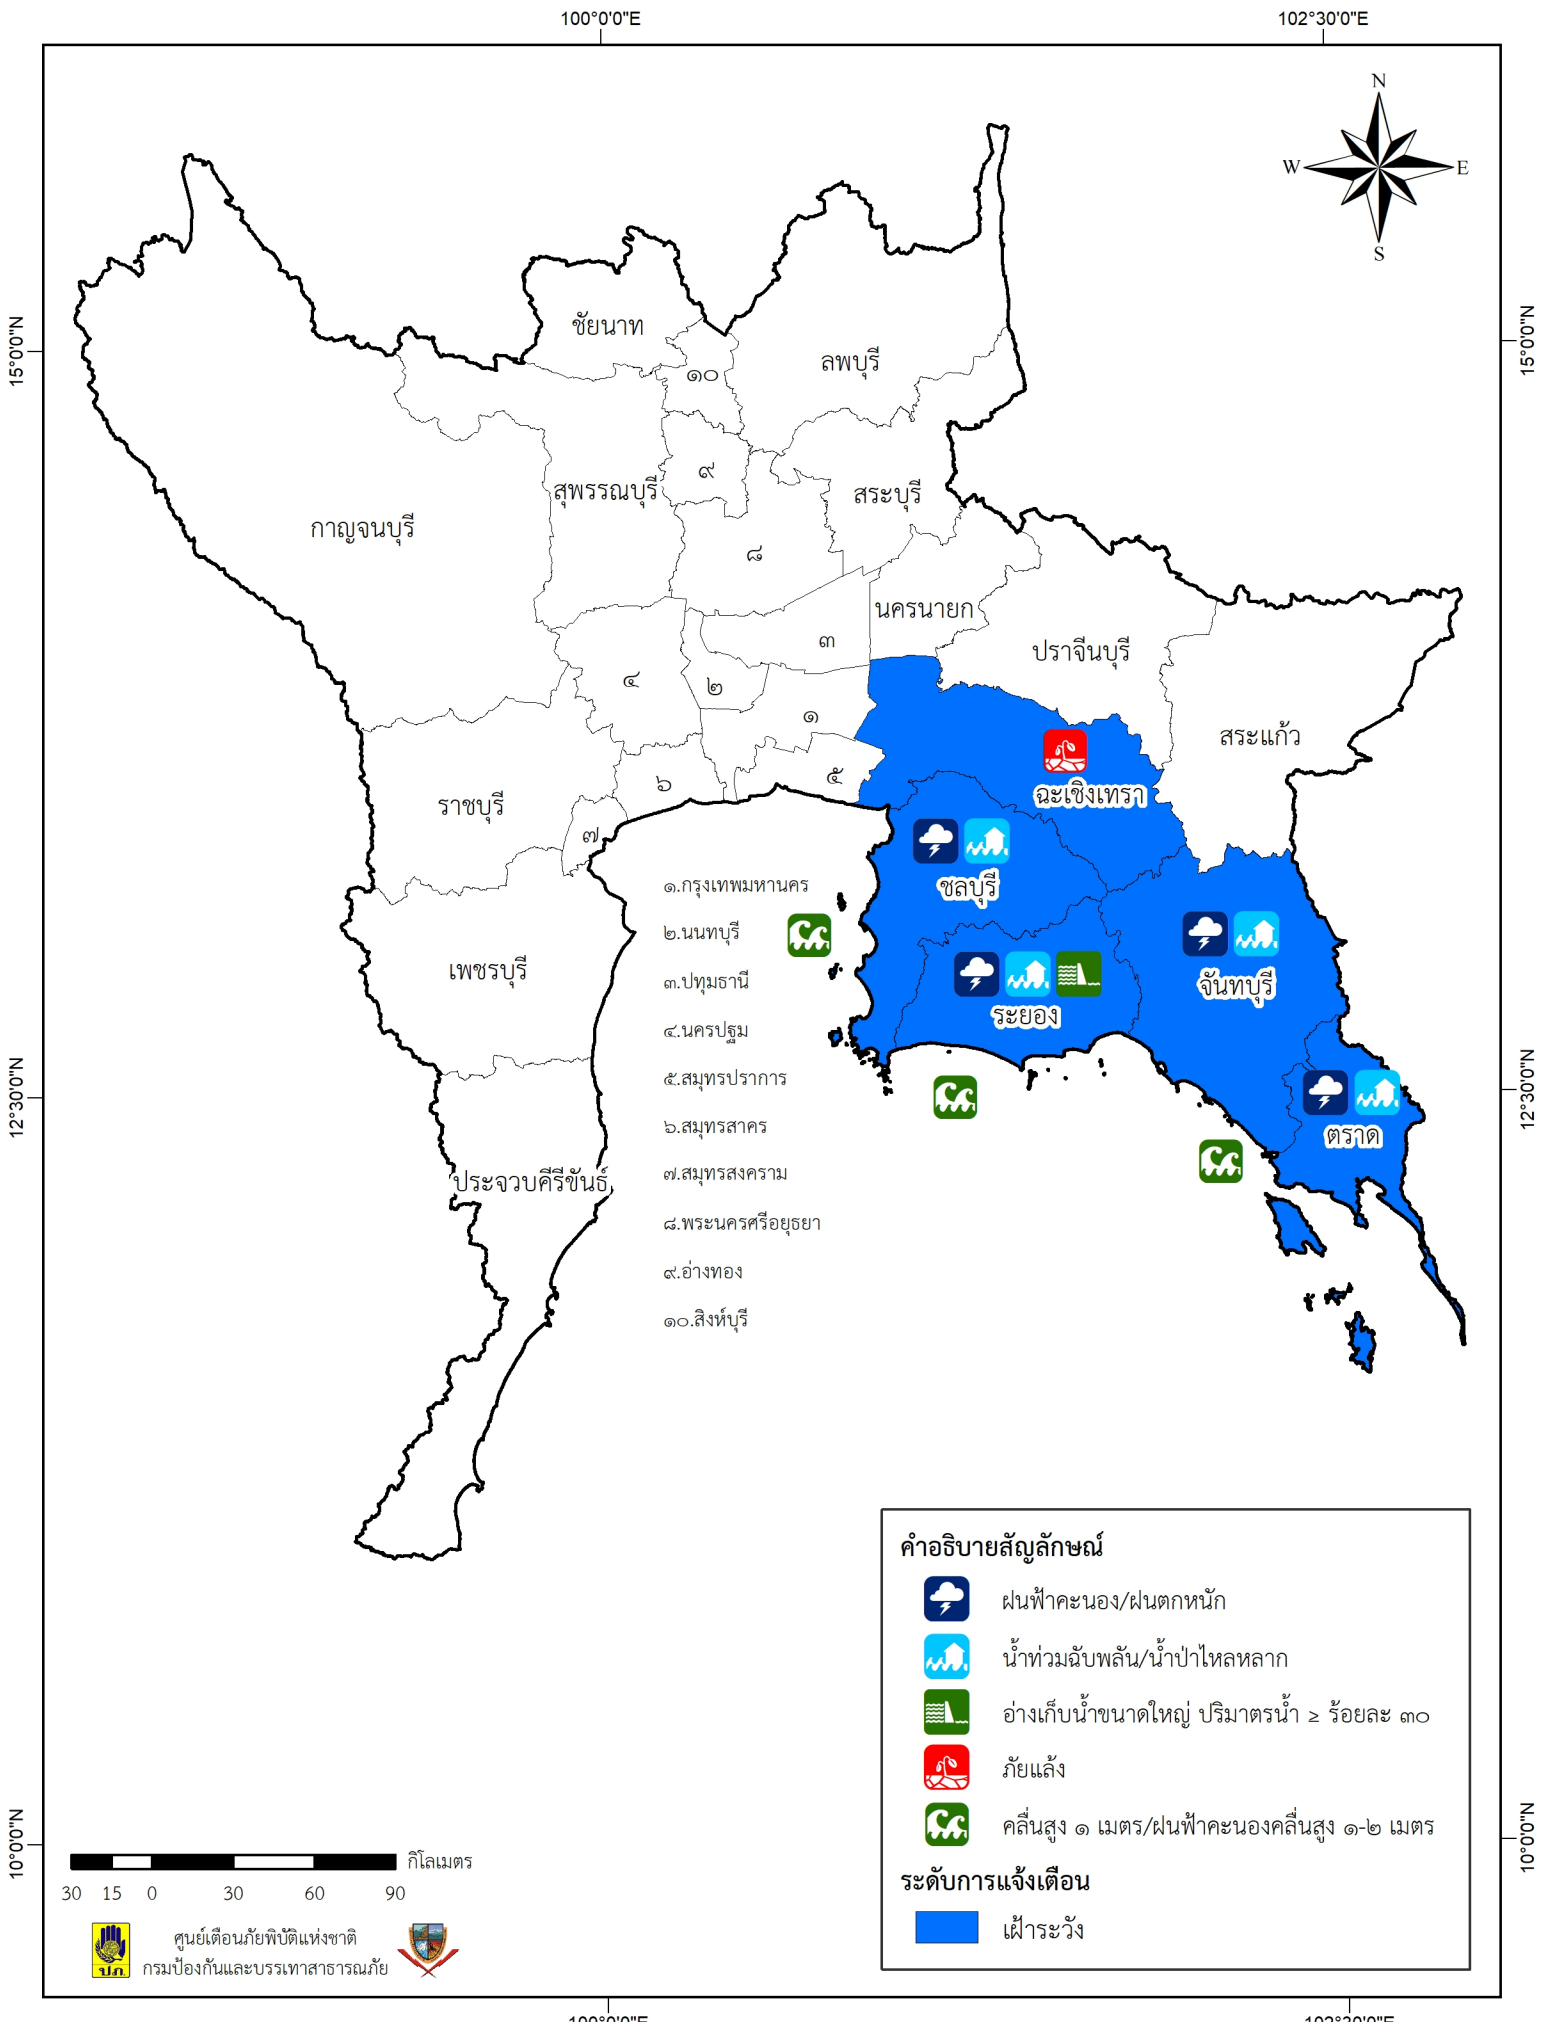 100°0'0"E
102°30'0"E
N
W
E
S
15°0'0"N
15°0'0"N
ชัยนาท
ลพบุรี
๑๐
๙
สุพรรณบุรี
สระบุรี
กาญจนบุรี
๘
นครนายก
๓
ปราจีนบุรี
๔
๒
๑
สระแก้ว
๕
๖
ฉะเชิงเทรา
ราชบุรี
๗
ชลบุรี
๑.กรุงเทพมหานคร
๒.นนทบุรี
เพชรบุรี
๓.ปทุมธานี
จันทบุรี
ระยอง
๔.นครปฐม
๕.สมุทรปราการ
12°30'0"N
12°30'0"N
๖.สมุทรสาคร
ตราด
๗.สมุทรสงคราม
ประจวบคีรีขันธ์
๘.พระนครศรีอยุธยา
๙.อ่างทอง
๑๐.สิงห์บุรี
คำอธิบายสัญลักษณ์
ฝนฟ้าคะนอง/ฝนตกหนัก
น้ำท่วมฉับพลัน/น้ำป่าไหลหลาก
อ่างเก็บน้ำขนาดใหญ่ ปริมาตรน้ำ ≥ ร้อยละ ๓๐
ภัยแล้ง
คลื่นสูง ๑ เมตร/ฝนฟ้าคะนองคลื่นสูง ๑-๒ เมตร
ระดับการแจ้งเตือน
เฝ้าระวัง
10°0'0"N
10°0'0"N
กิโลเมตร
30 15 0 30 60 90
ศูนย์เตือนภัยพิบัติแห่งชาติ
กรมป้องกันและบรรเทาสาธารณภัย
ปภ.
100°0'0"E
102°30'0"E